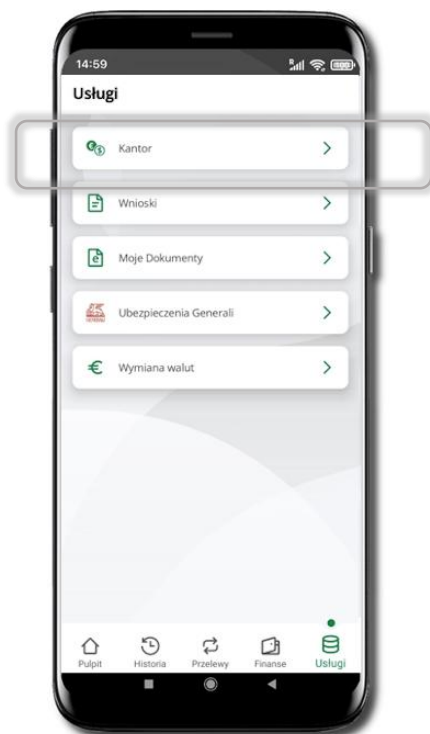 14:59
Usługi
Kantor
Wnioski
Moje Dokumenty
Ubezpieczenia Generali
Wymiana walut
Pulpit
Historia
Przelewy
Finanse
Usługi